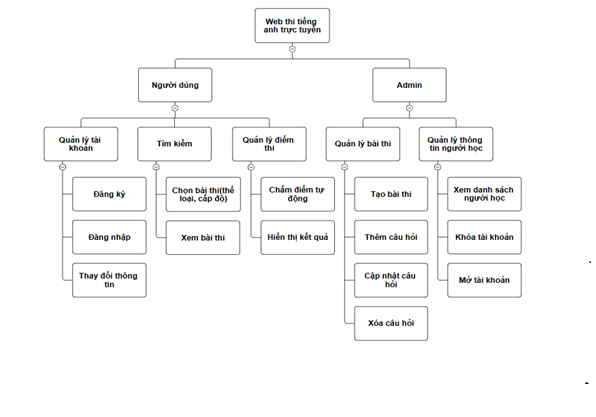 Web thi tiếng
anh trực tuyến
Người dùng
Admin
Quản lý tài
khoản
Tìm kiếm
Quản lý điểm
thi
Quản lý bài thi
Quản lý thông
tin người học
Đăng ký
Đăng nhập
Thay đổi thông
tin
Chọn bài thi(thể
loại, cấp độ)
Xem bài thi
Chấm điểm tự
động
Hiển thị kết quả
Tạo bài thi
Thêm câu hỏi
Cập nhật câu
hỏi
Xóa câu hỏi
Xem danh sách
người học
Khóa tài khoản
Mở tài khoản